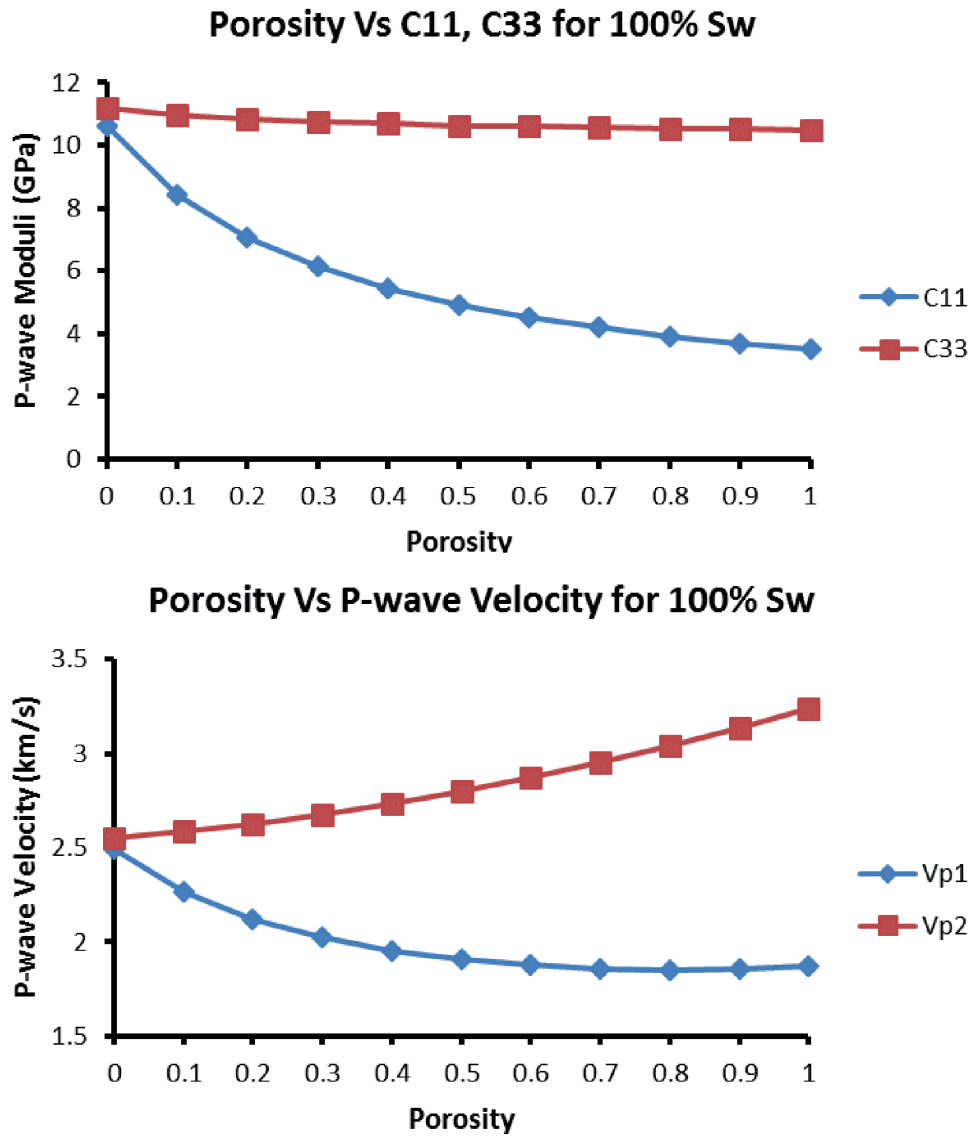 Porosity Vs C11, C33 for 100% Sw
P-wave Moduli (GPa)
12
10
8
6
4
2
0
0 0.1 0.2 0.3 0.4 0.5 0.6 0.7 0.8 0.9 1
Porosity
C11
C33
Porosity Vs P-wave Velocity for 100% Sw
P-wave Velocity (km/s)
3.5
3
2.5
2
1.5
0 0.1 0.2 0.3 0.4 0.5 0.6 0.7 0.8 0.9 1
Porosity
Vp1
Vp2